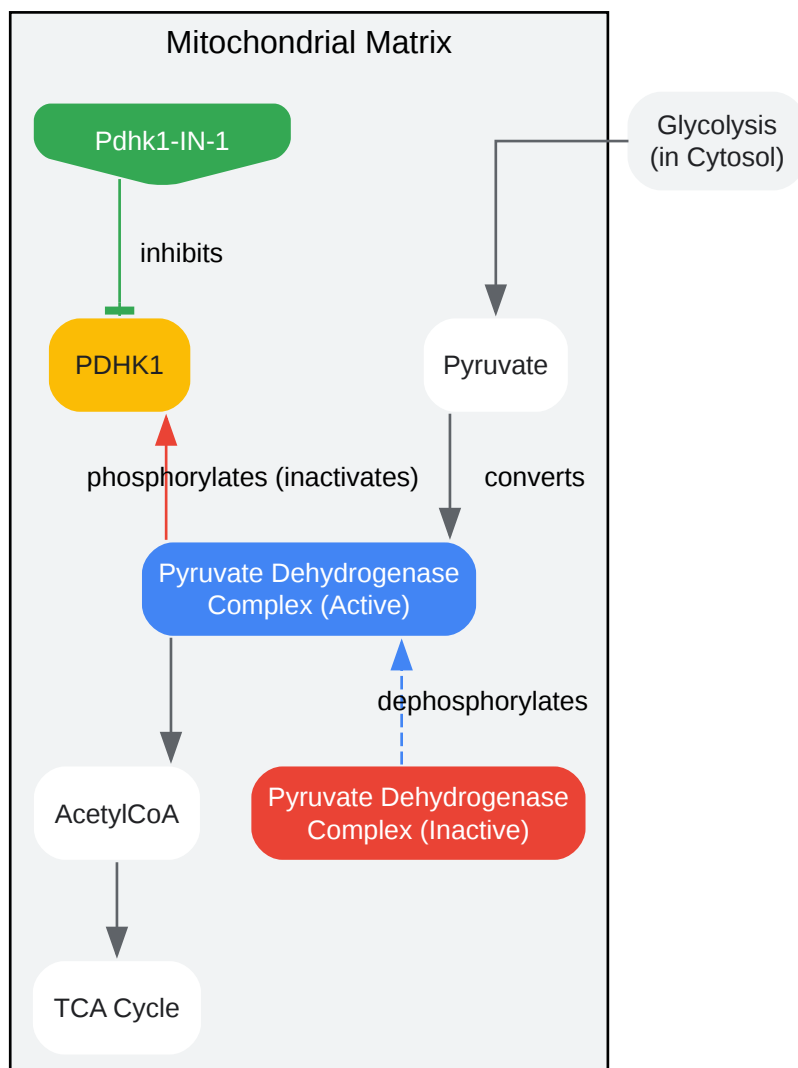 Mitochondrial Matrix
Pdhk1-IN-1
Glycolysis
(in Cytosol)
inhibits
PDHK1
Pyruvate
phosphorylates (inactivates)
converts
Pyruvate Dehydrogenase
Complex (Active)
dephosphorylates
AcetylCoA
Pyruvate Dehydrogenase
Complex (Inactive)
TCA Cycle